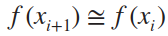 f(x_{i+1}) ≅ f(x_i)